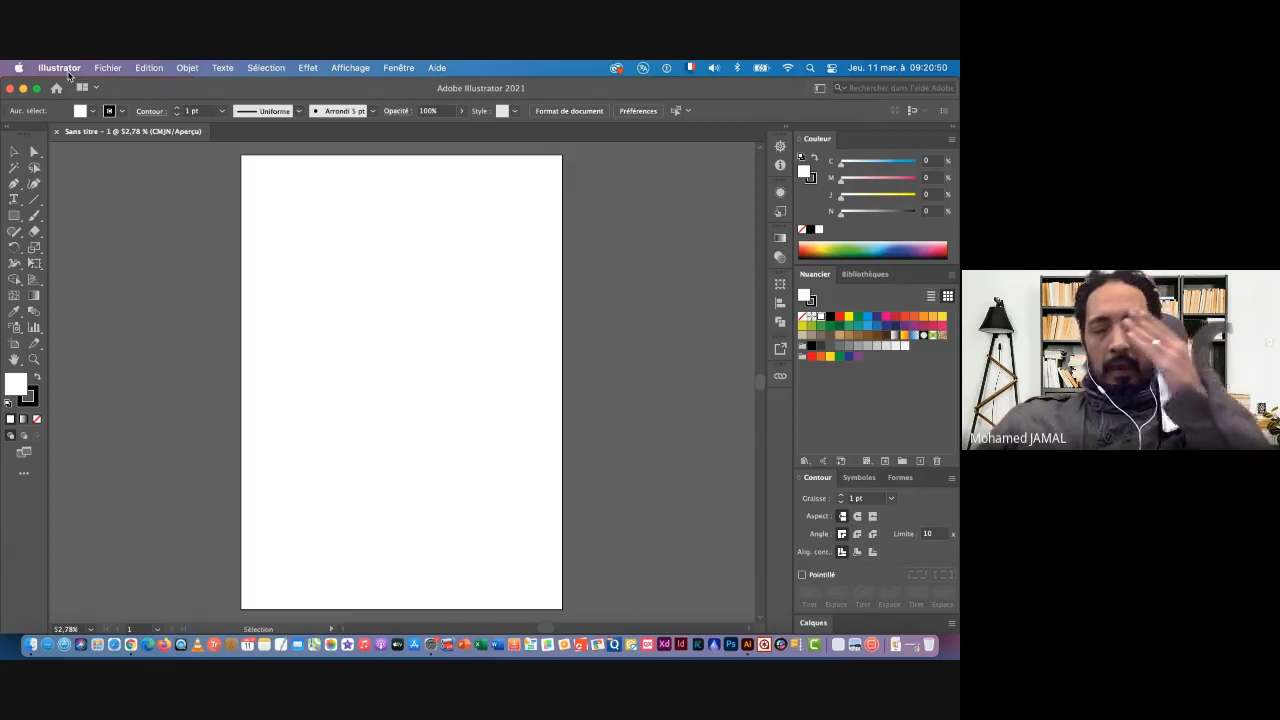 Illustrator Fichier Edition Objet Texte Sélection Effet Affichage Fenêtre Aide Jeu. 11 mar. à 09:20:50
Adobe Illustrator 2021 Rechercher dans l'aide Adobe
Auc. sélect. Contour : 1 pt Uniforme Arrondi 5 pt Opacité : 100% Style : Format de document Préférences
× Sans titre - 1 @ 52,78 % (CMJN/Aperçu)
Couleur
C 0 %
M 0 %
J 0 %
N 0 %
Nuancier Bibliothèques
Mohamed JAMAL
Contour Symboles Formes
Graisse : 1 pt
Aspect :
Angle : Limite : 10 x
Alig. cont. :
Pointillé
Tiret Espace Tiret Espace Tiret Espace
Calques
52,78% 1 Sélection
Xd Id Ai Ps